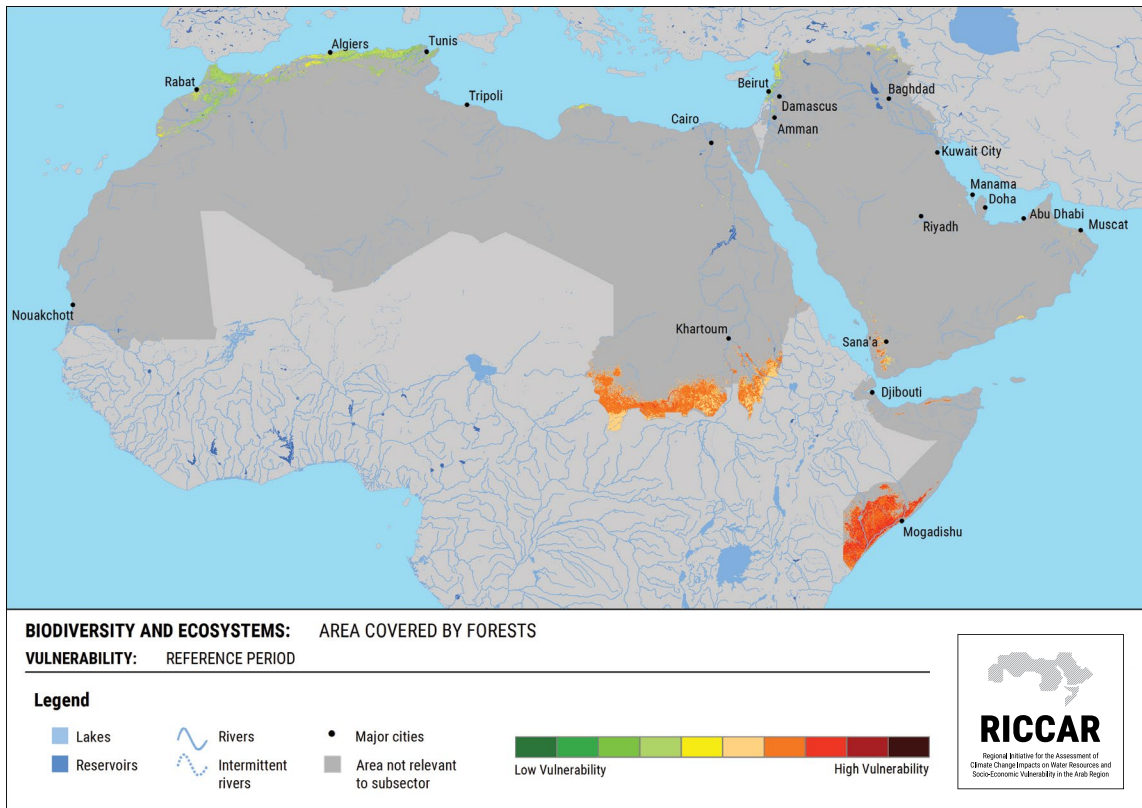 Algiers
Tunis
Rabat
Tripoli
Beirut
Damascus
Baghdad
Cairo
Amman
Kuwait City
Manama
Doha
Abu Dhabi
Riyadh
Muscat
Nouakchott
Khartoum
Sana'a
Djibouti
Mogadishu
BIODIVERSITY AND ECOSYSTEMS: AREA COVERED BY FORESTS
VULNERABILITY: REFERENCE PERIOD
Legend
Lakes
Reservoirs
Rivers
Intermittent
rivers
Major cities
Area not relevant
to subsector
Low Vulnerability
High Vulnerability
RICCAR
Regional Initiative for the Assessment of
Climate Change Impacts on Water Resources and
Socio-Economic Vulnerability in the Arab Region